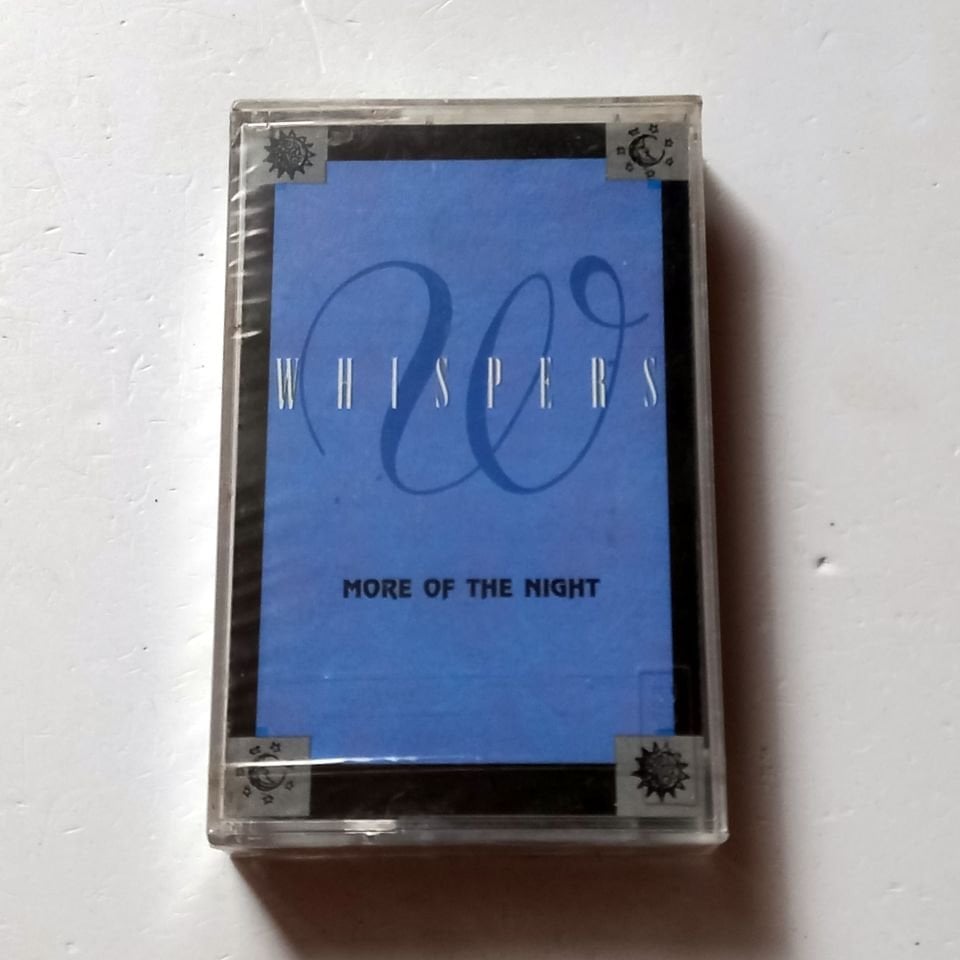 W
WHISPERS
MORE OF THE NIGHT